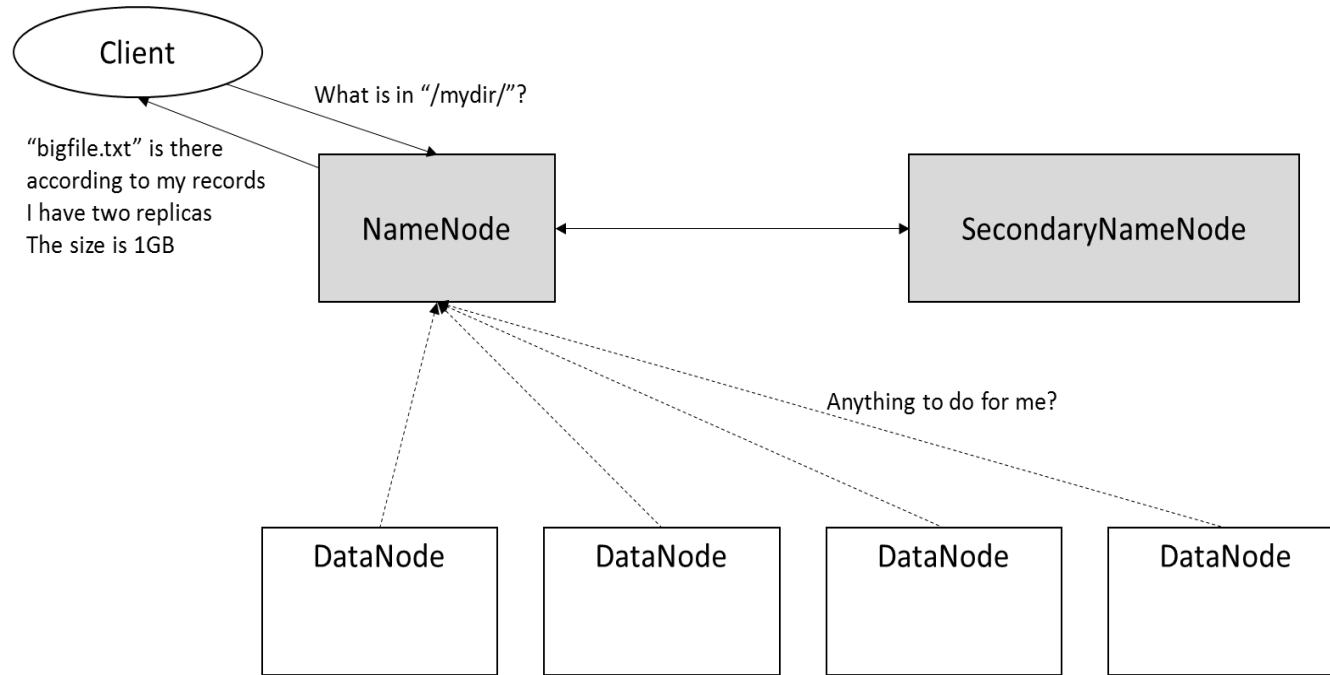 Client
What is in “/mydir/”?
“bigfile.txt” is there
according to my records
I have two replicas
The size is 1GB
NameNode
SecondaryNameNode
Anything to do for me?
DataNode
DataNode
DataNode
DataNode